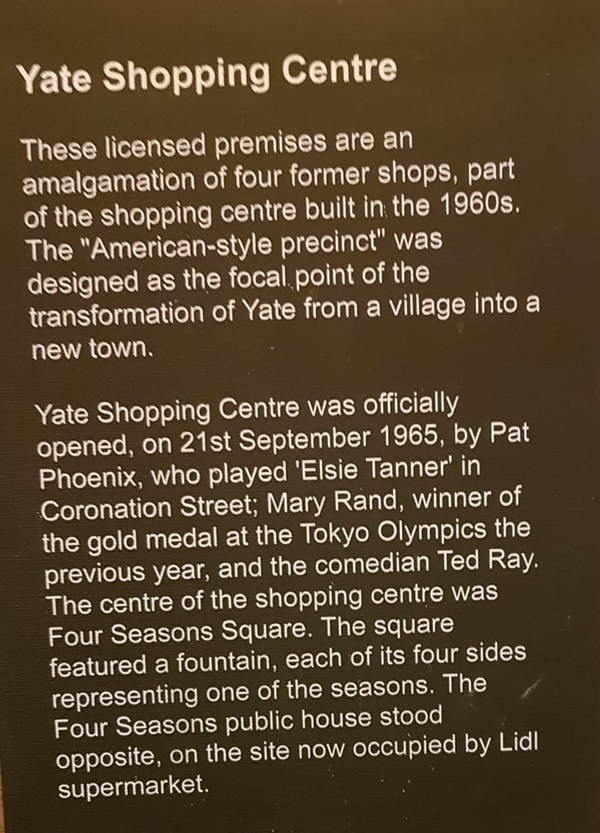 Yate Shopping Centre
These licensed premises are an
amalgamation of four former shops, part
of the shopping centre built in the 1960s.
The "American-style precinct" was
designed as the focal point of the
transformation of Yate from a village into a
new town.
Yate Shopping Centre was officially
opened, on 21st September 1965, by Pat
Phoenix, who played 'Elsie Tanner' in
Coronation Street; Mary Rand, winner of
the gold medal at the Tokyo Olympics the
previous year, and the comedian Ted Ray.
The centre of the shopping centre was
Four Seasons Square. The square
featured a fountain, each of its four sides
representing one of the seasons. The
Four Seasons public house stood
opposite, on the site now occupied by Lidl
supermarket.